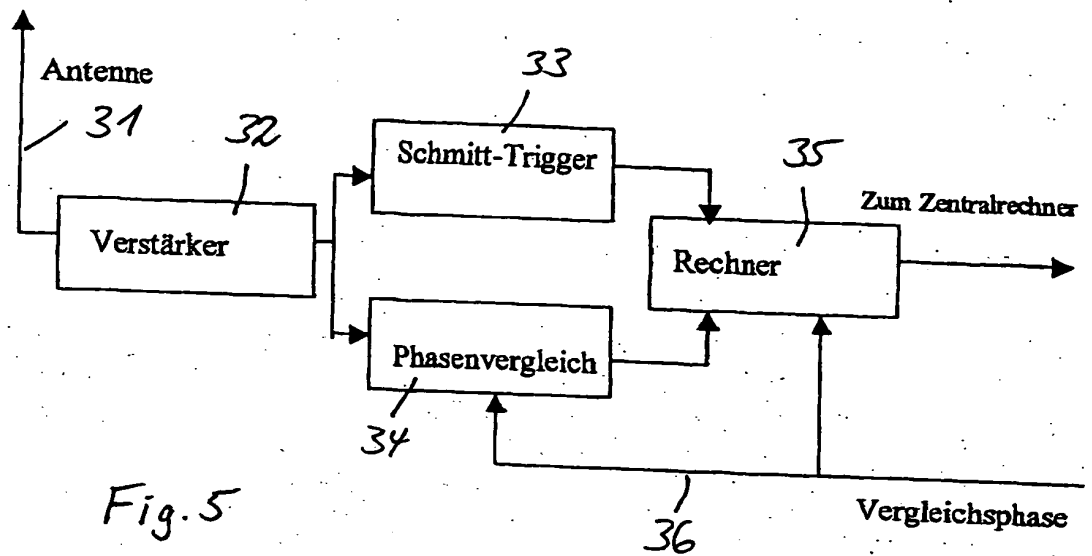 Antenne
31
32
33
Schmitt-Trigger
35
Zum Zentralrechner
Verstärker
Rechner
Phasenvergleich
34
Fig. 5
36
Vergleichsphase